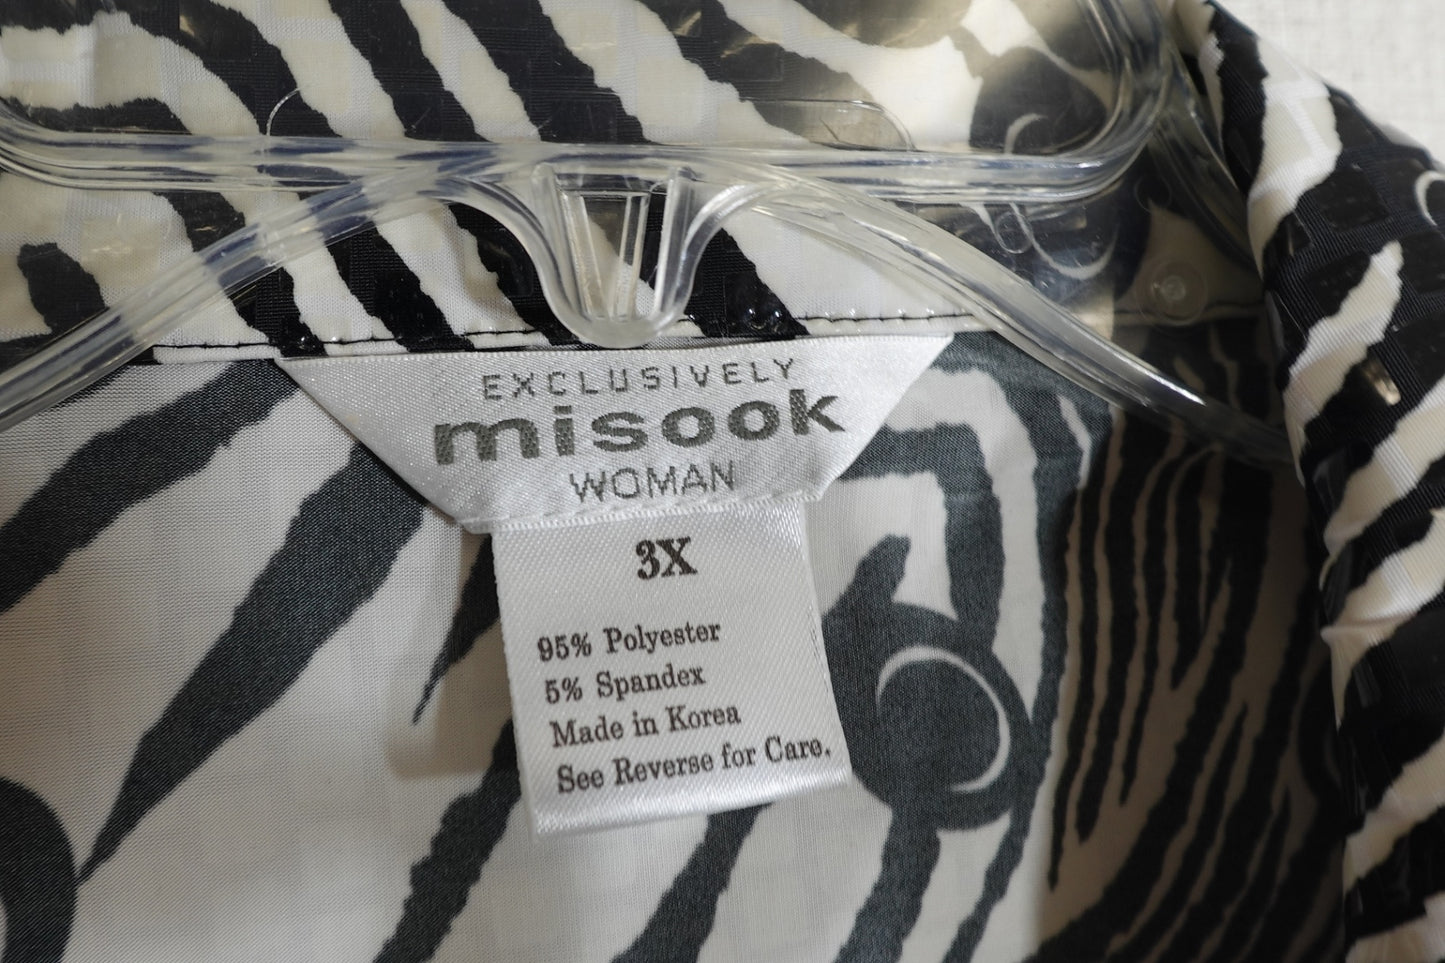 EXCLUSIVELY
misook
WOMAN
3X
95% Polyester
5% Spandex
Made in Korea
See Reverse for Care.